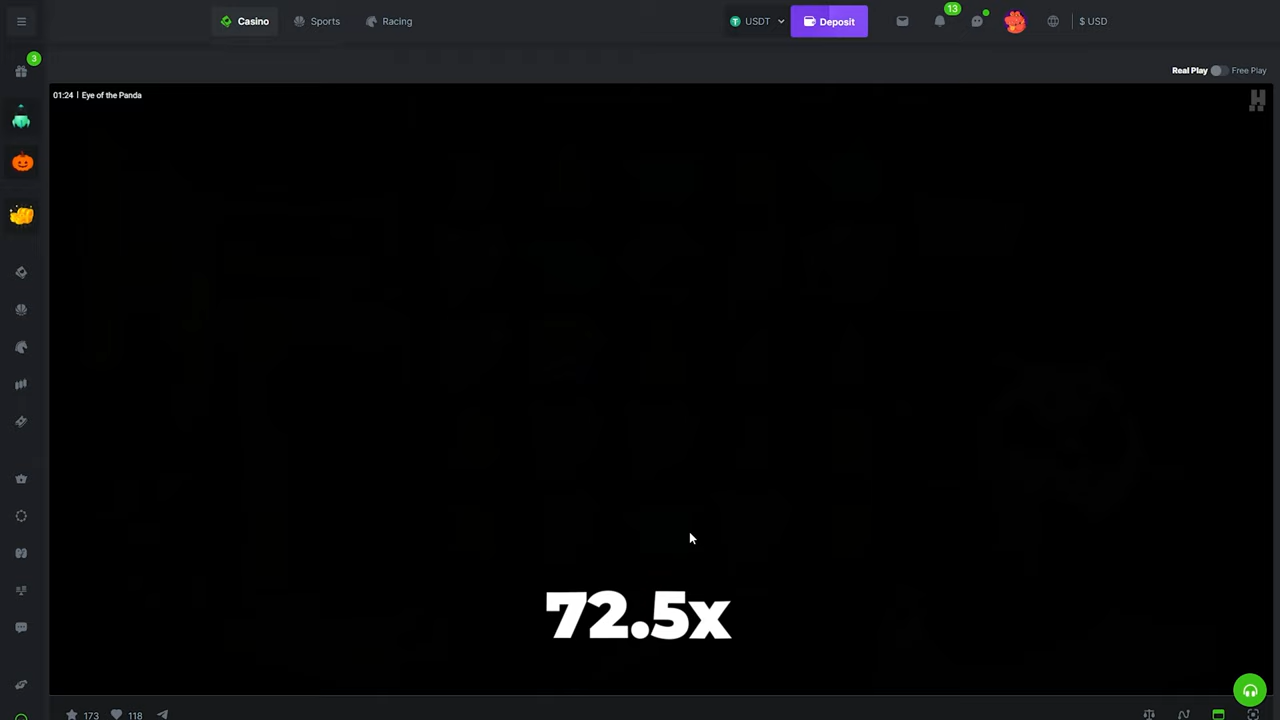 Casino
Sports
Racing
USDT
Deposit
13
$ USD
3
Real Play
Free Play
01:24 | Eye of the Panda
72.5x
173
118